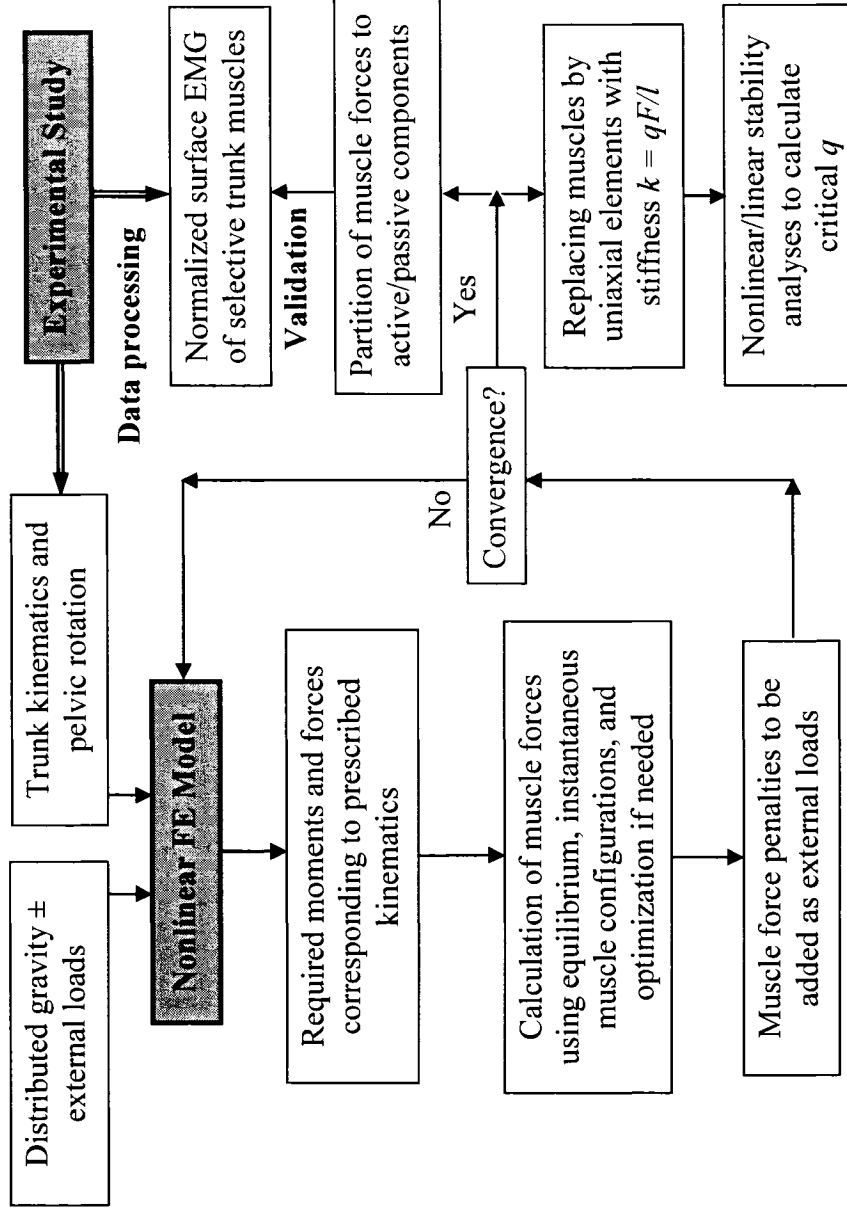 Distributed gravity ±
external loads
Trunk kinematics and
pelvic rotation
Experimental Study
Data processing
Nonlinear FE Model
Normalized surface EMG
of selective trunk muscles
Validation
Required moments and forces
corresponding to prescribed
kinematics
No
Partition of muscle forces to
active/passive components
Yes
Convergence?
Calculation of muscle forces
using equilibrium, instantaneous
muscle configurations, and
optimization if needed
Replacing muscles by
uniaxial elements with
stiffness k = qF/l
Muscle force penalties to be
added as external loads
Nonlinear/linear stability
analyses to calculate
critical q